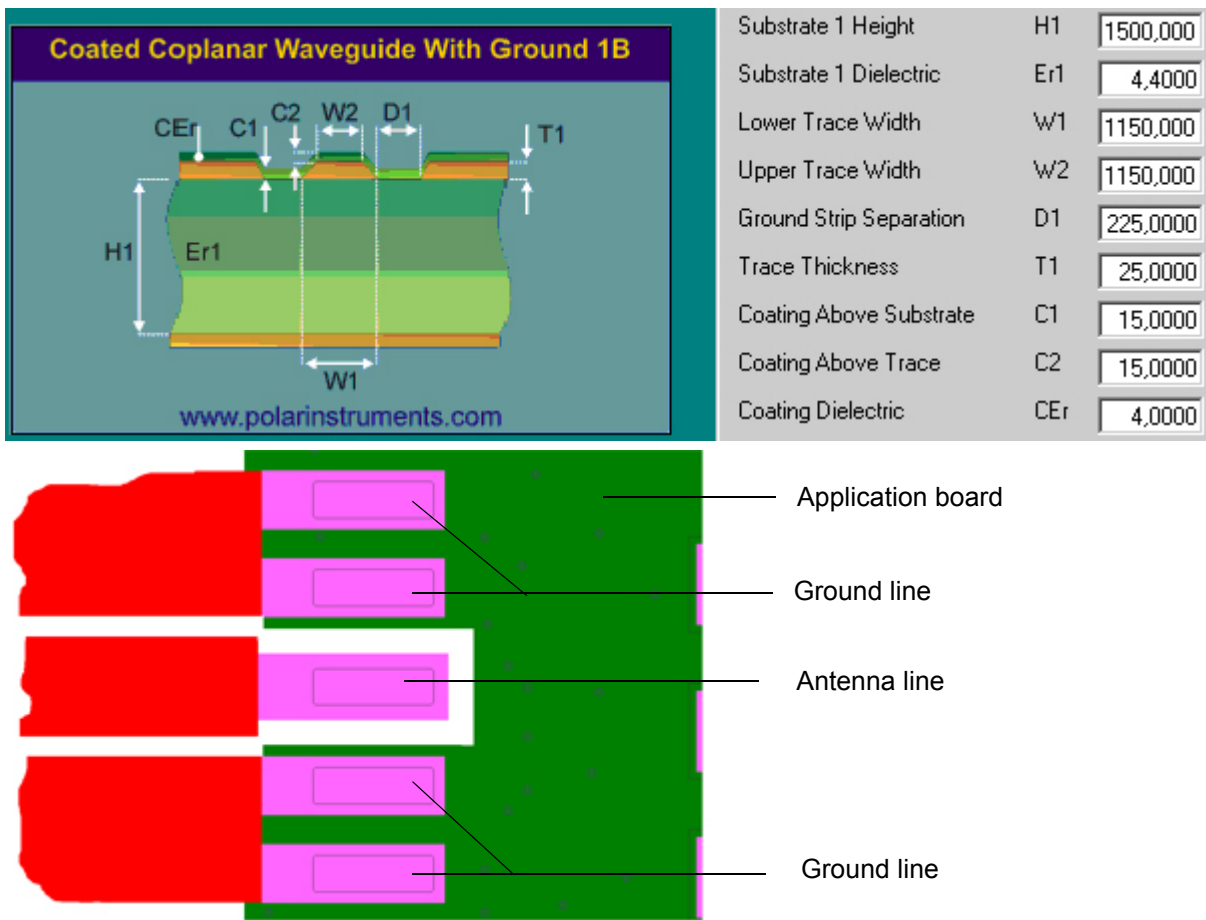 Coated Coplanar Waveguide With Ground 1B
CEr C1 C2 W2 D1 T1
H1 Er1
W1
www.polarinstruments.com
Substrate 1 Height H1 1500,000
Substrate 1 Dielectric Er1 4,4000
Lower Trace Width W1 1150,000
Upper Trace Width W2 1150,000
Ground Strip Separation D1 225,0000
Trace Thickness T1 25,0000
Coating Above Substrate C1 15,0000
Coating Above Trace C2 15,0000
Coating Dielectric CEr 4,0000
Application board
Ground line
Antenna line
Ground line